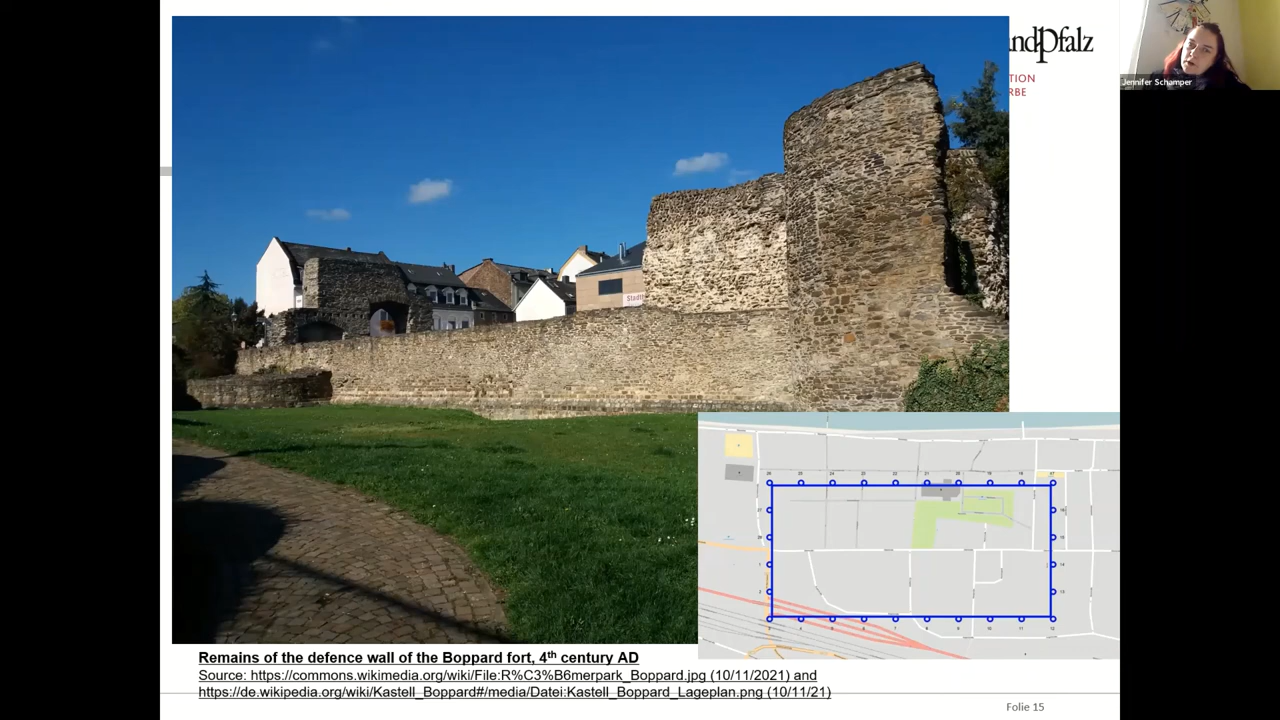 ndPfalz
TION
RBE
Jennifer Schamper
Stadth
Remains of the defence wall of the Boppard fort, 4th century AD
Source: https://commons.wikimedia.org/wiki/File:R%C3%B6merpark_Boppard.jpg (10/11/2021) and
https://de.wikipedia.org/wiki/Kastell_Boppard#/media/Datei:Kastell_Boppard_Lageplan.png (10/11/21)
Folie 15